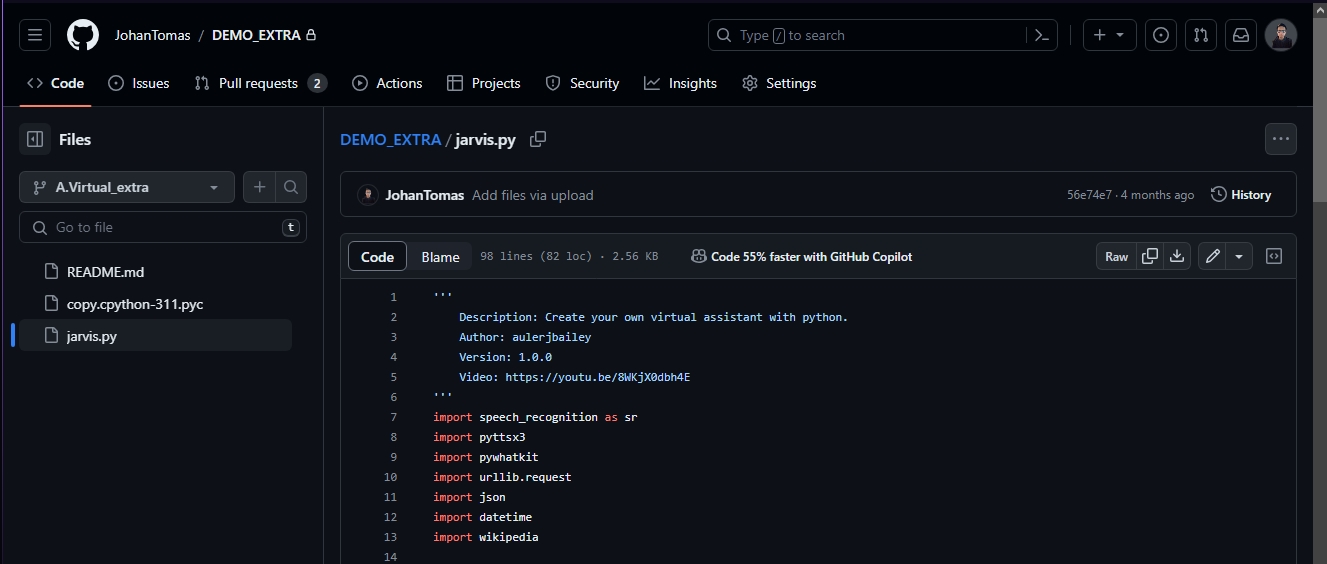 JohanTomas / DEMO_EXTRA
Type / to search
<> Code
Issues
Pull requests 2
Actions
Projects
Security
Insights
Settings
Files
A.Virtual_extra
Go to file
t
README.md
copy.cpython-311.pyc
jarvis.py
DEMO_EXTRA / jarvis.py
JohanTomas Add files via upload
56e74e7 · 4 months ago
History
Code
Blame
98 lines (82 loc) · 2.56 KB
Code 55% faster with GitHub Copilot
Raw
1 '''
2 Description: Create your own virtual assistant with python.
3 Author: aulerjbailey
4 Version: 1.0.0
5 Video: https://youtu.be/8WKjX0dbh4E
6 '''
7 import speech_recognition as sr
8 import pyttsx3
9 import pywhatkit
10 import urllib.request
11 import json
12 import datetime
13 import wikipedia
14